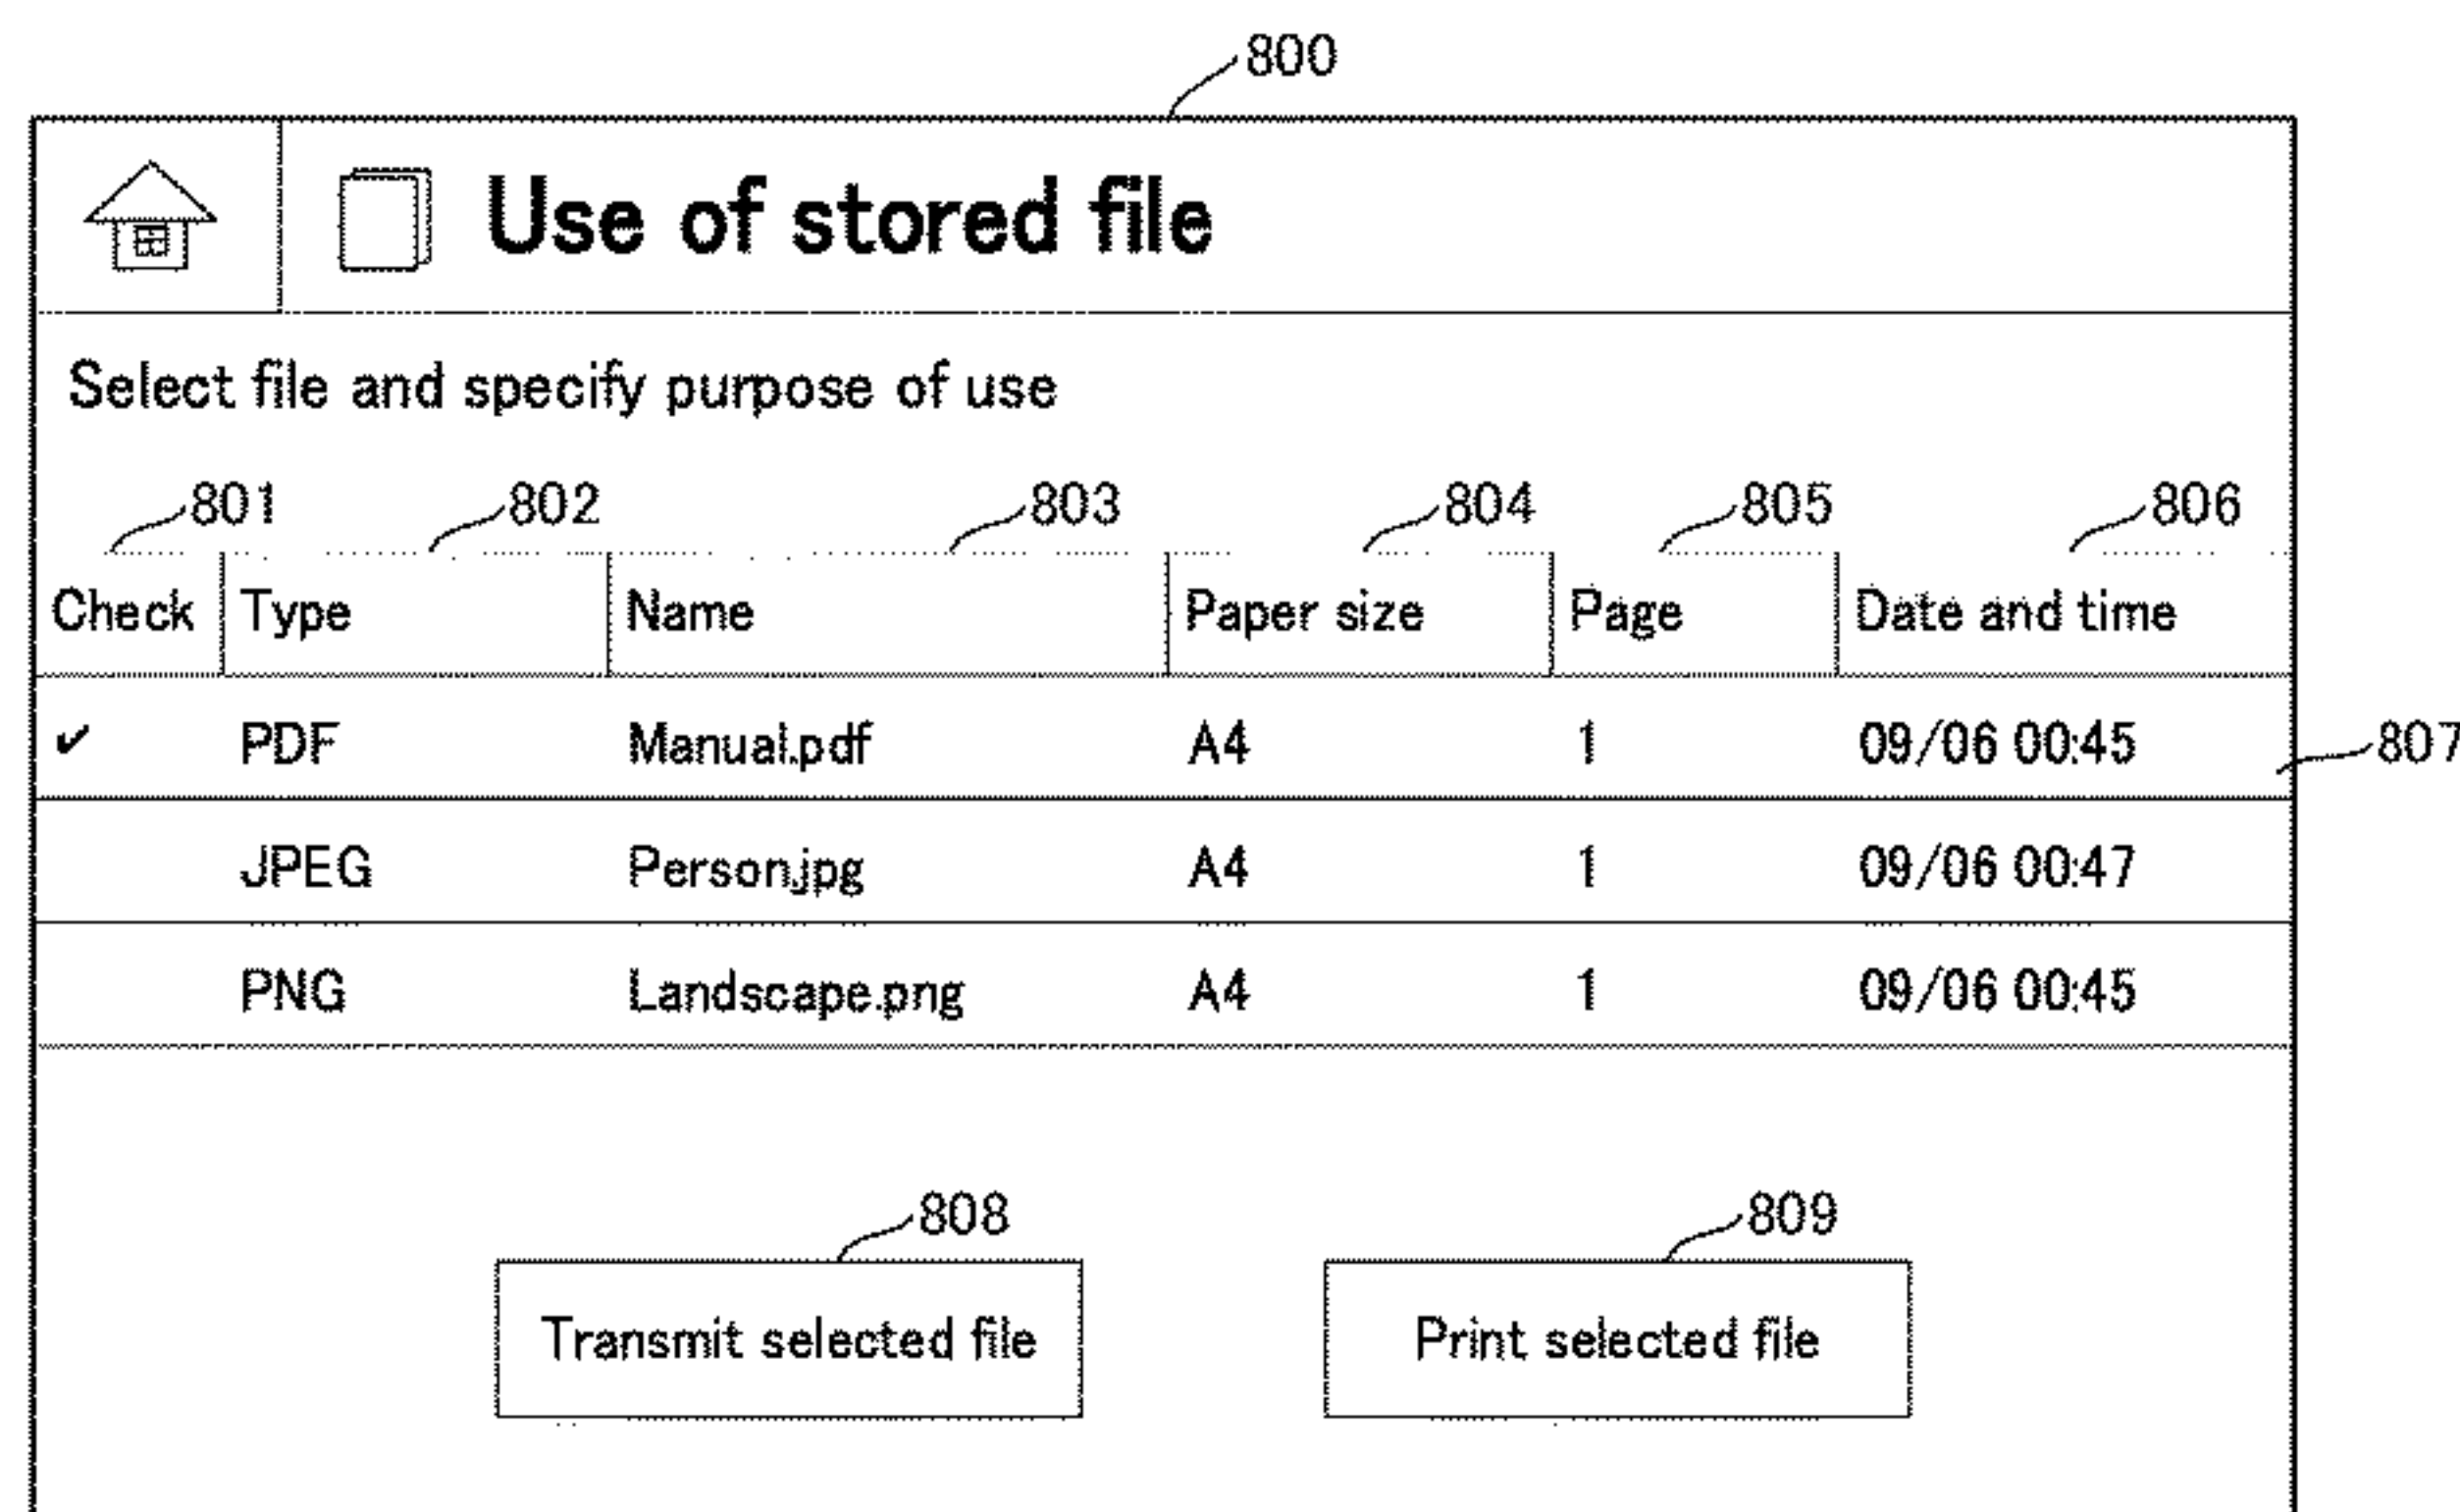 800
Use of stored file
Select file and specify purpose of use
801 802 803 804 805 806
Check Type Name Paper size Page Date and time
✔ PDF Manual.pdf A4 1 09/06 00:45 807
JPEG Person.jpg A4 1 09/06 00:47
PNG Landscape.png A4 1 09/06 00:45
808 809
Transmit selected file Print selected file